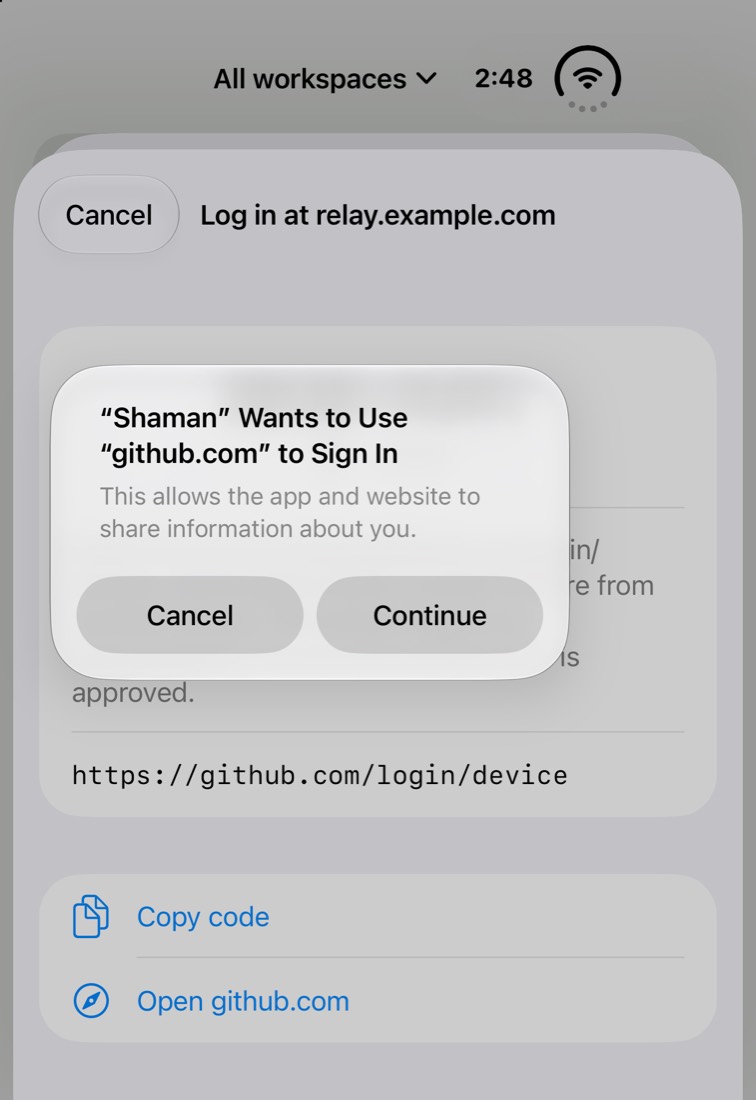 All workspaces
2:48
Cancel
Log in at relay.example.com
“Shaman” Wants to Use
“github.com” to Sign In
This allows the app and website to
share information about you.
Cancel
Continue
in/
re from
is
approved.
https://github.com/login/device
Copy code
Open github.com